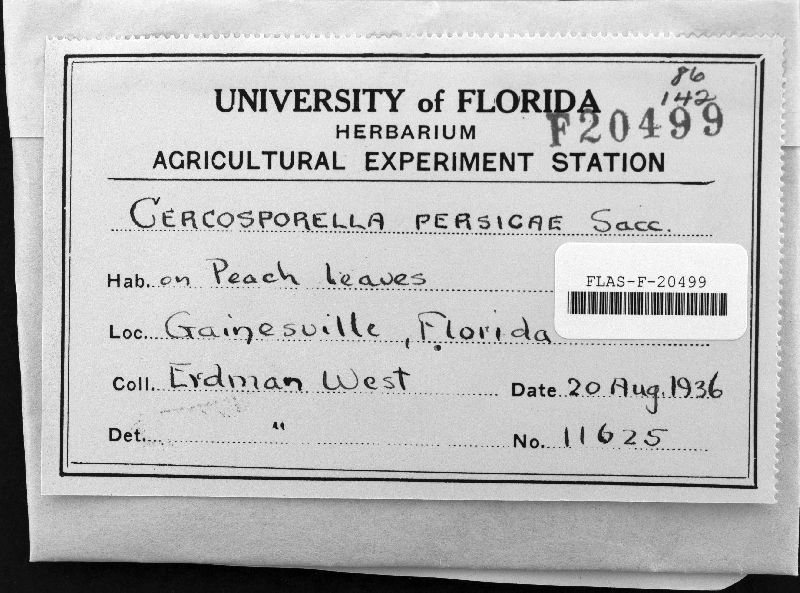 86
142
UNIVERSITY of FLORIDA
F20499
HERBARIUM
AGRICULTURAL EXPERIMENT STATION
CERCOSPORELLA PERSICAE Sacc.
Hab. on Peach leaves
FLAS-F-20499
Loc. Gainesville, Florida
Coll. Erdman West Date 20 Aug. 1936
Det. " No. 11625